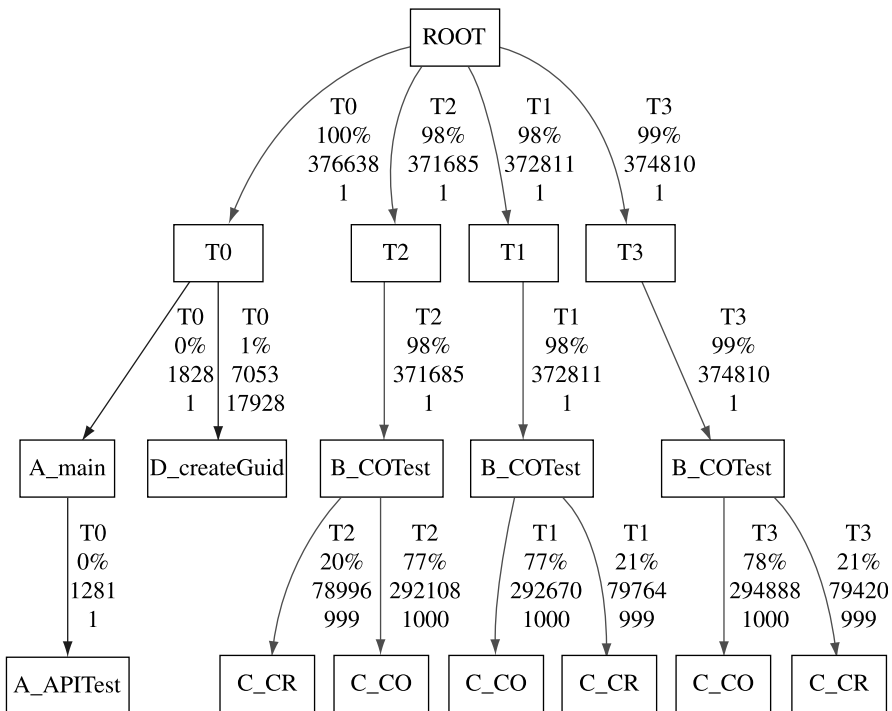 ROOT
T0
100%
376638
1
T2
98%
371685
1
T1
98%
372811
1
T3
99%
374810
1
T0
T2
T1
T3
T0
0%
1828
1
T0
1%
7053
17928
T2
98%
371685
1
T1
98%
372811
1
T3
99%
374810
1
A_main
D_createGuid
B_COTest
B_COTest
B_COTest
T0
0%
1281
1
T2
20%
78996
999
T2
77%
292108
1000
T1
77%
292670
1000
T1
21%
79764
999
T3
78%
294888
1000
T3
21%
79420
999
A_APITest
C_CR
C_CO
C_CO
C_CR
C_CO
C_CR